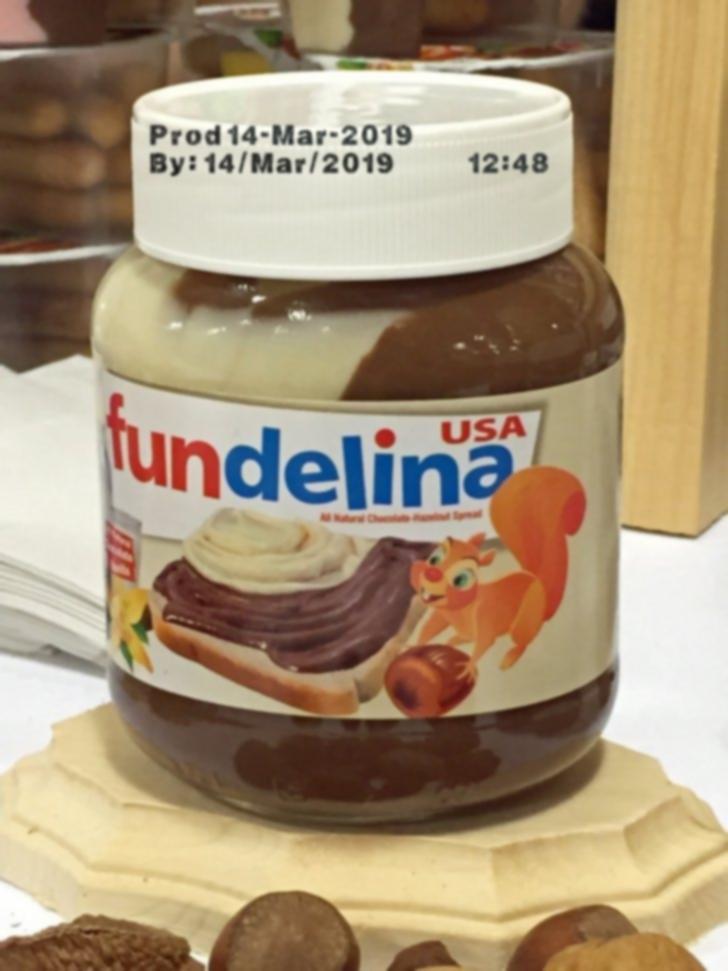 Prod 14-Mar-2019
By: 14/Mar/2019 12:48
USA
fundelina
All Natural Chocolate-Hazelnut Spread